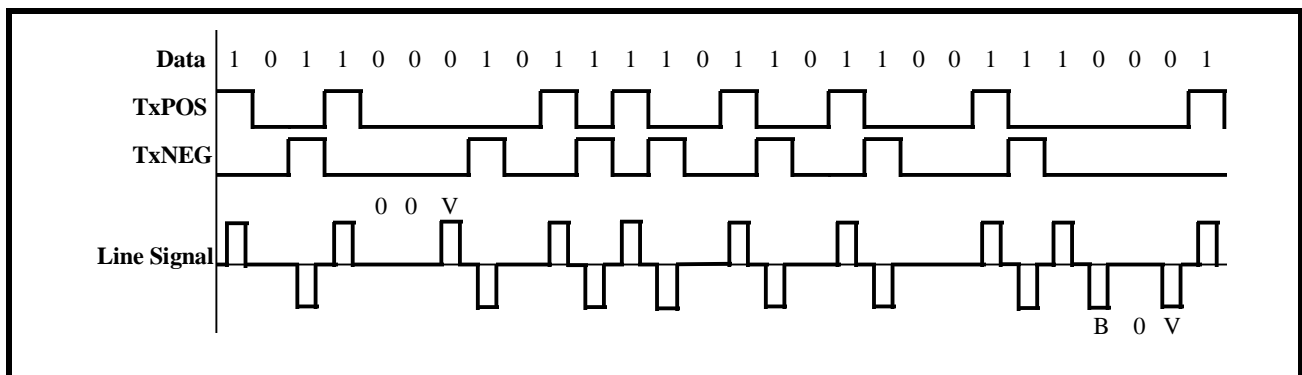 Data 1 0 1 1 0 0 0 1 0 1 1 1 1 0 1 1 0 1 1 0 0 1 1 1 0 0 0 1
TxPOS
TxNEG
0 0 V
Line Signal
B 0 V